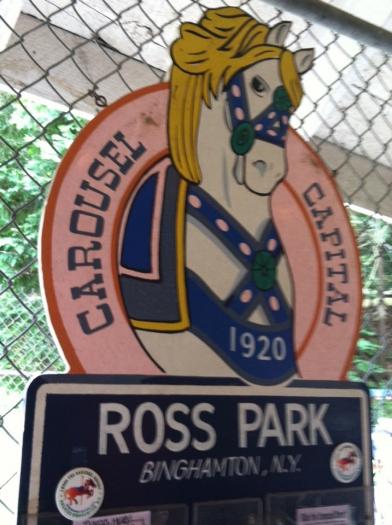 CAROUSEL
CAPITAL
1920
ROSS PARK
BINGHAMTON, N.Y.